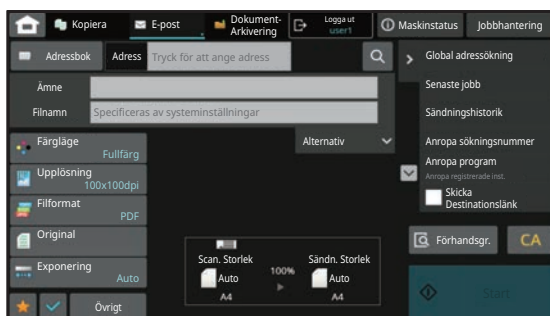 Kopiera
E-post
Dokument-
Arkivering
Logga ut
user1
Maskinstatus
Jobbhantering
Adressbok
Adress
Tryck för att ange adress
Global adressökning
Ämne
Senaste jobb
Filnamn
Specificeras av systeminställningar
Sändningshistorik
Färgläge
Fullfärg
Alternativ
Anropa sökningsnummer
Upplösning
100x100dpi
Anropa program
Anropa registrerade inst.
Filformat
PDF
Skicka
Destinationslänk
Original
Förhandsgr.
CA
Exponering
Auto
Scan. Storlek
Auto
A4
100%
Sändn. Storlek
Auto
A4
Övrigt
Start